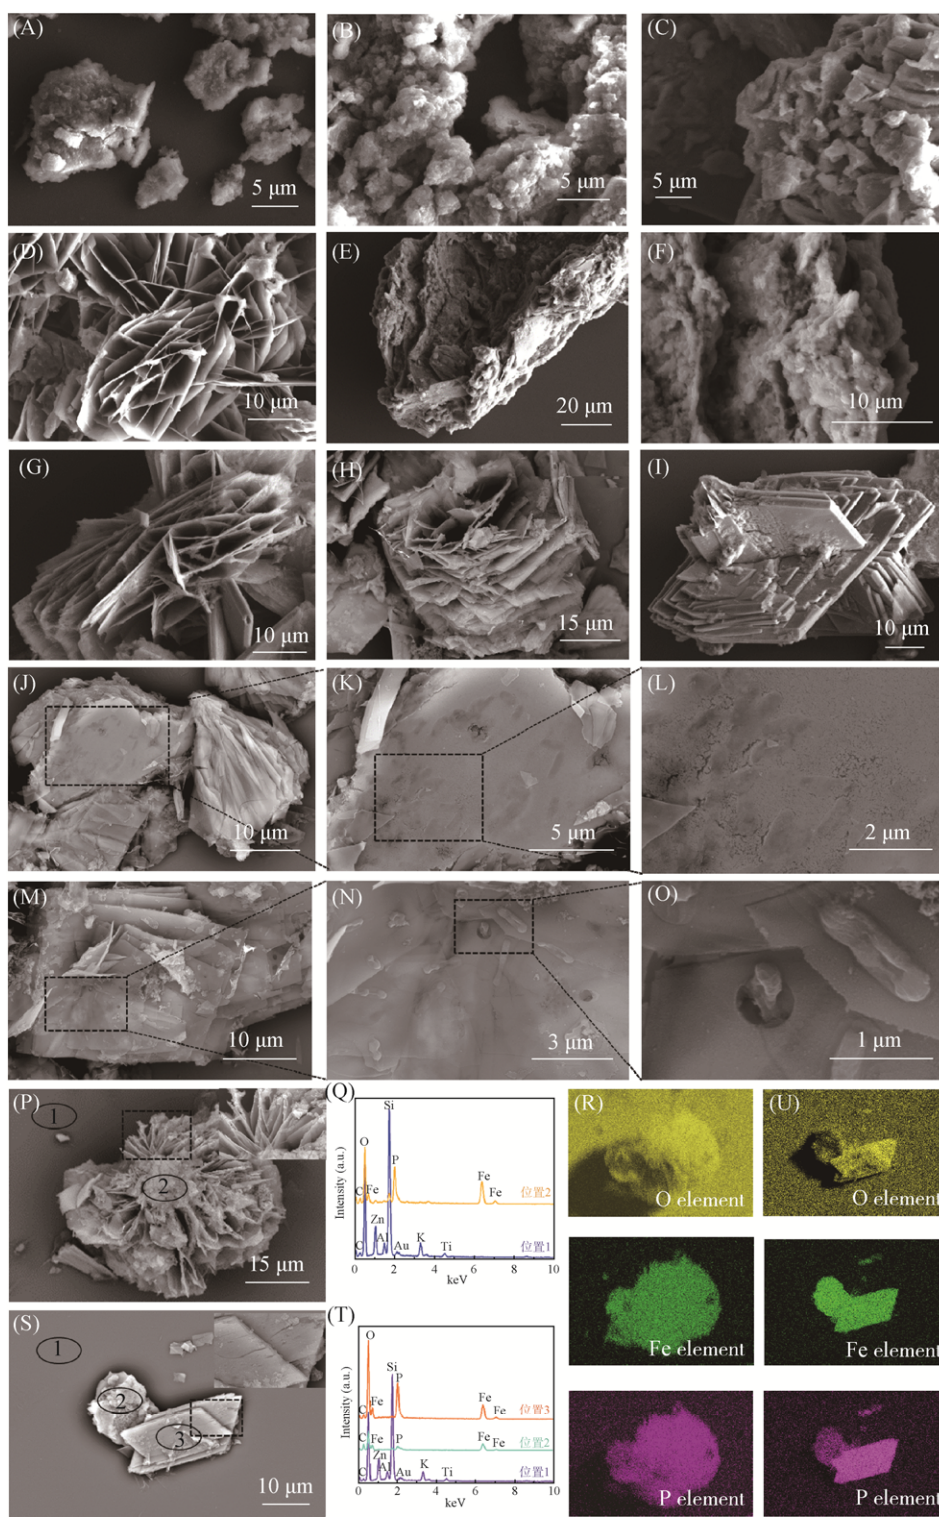 (A)
5 μm
(B)
5 μm
(C)
5 μm
(D)
10 μm
(E)
20 μm
(F)
10 μm
(G)
10 μm
(H)
15 μm
(I)
10 μm
(J)
10 μm
(K)
5 μm
(L)
2 μm
(M)
10 μm
(N)
3 μm
(O)
1 μm
(P)
1
2
15 μm
(Q)
Intensity (a.u.)
Si
O
P
Fe
C
Fe
Fe
位置2
Zn
C
Al
Au
K
Ti
位置1
0 2 4 6 8 10
keV
(R)
O element
Fe element
P element
(U)
O element
Fe element
P element
(S)
1
2
3
10 μm
(T)
Intensity (a.u.)
O
Si
P
C
Fe
Fe
Fe
位置3
C
Fe
P
Fe
Fe
位置2
Zn
C
Al
Au
K
Ti
位置1
0 2 4 6 8 10
keV